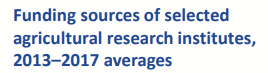 Funding sources of selected
agricultural research institutes,
2013–2017 averages